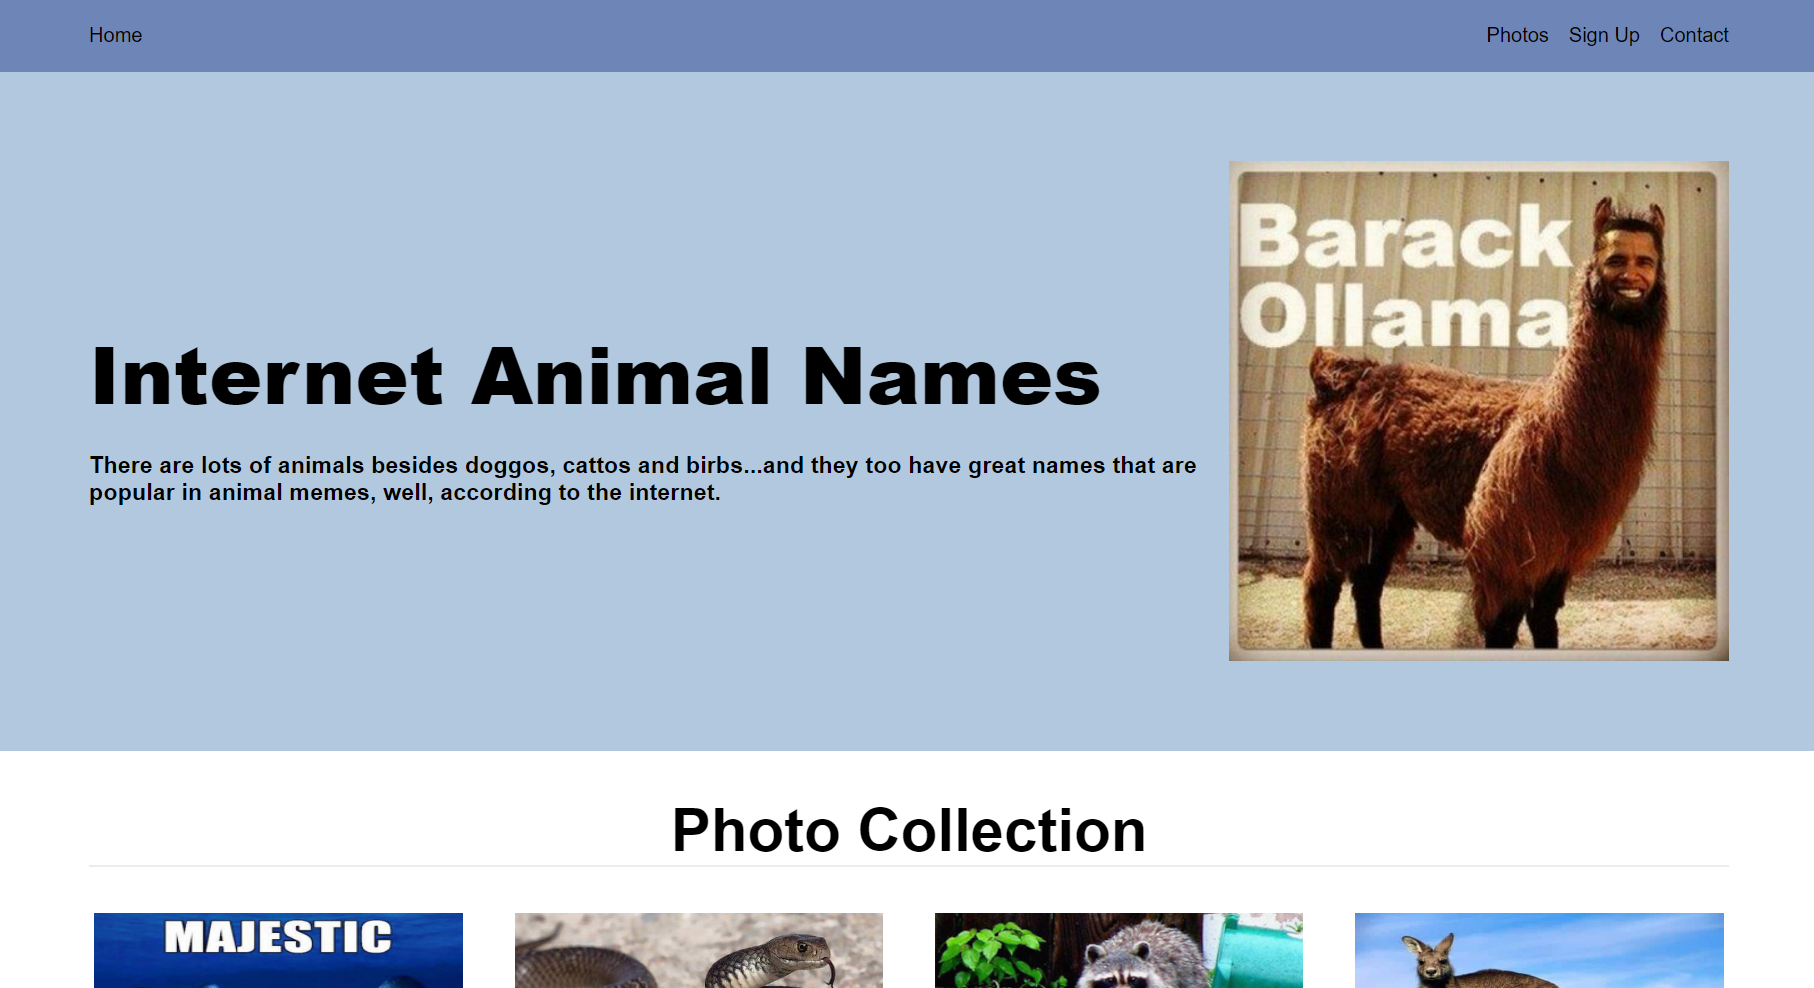 Home
Photos Sign Up Contact
Barack
Ollama
Internet Animal Names
There are lots of animals besides doggos, cattos and birbs...and they too have great names that are
popular in animal memes, well, according to the internet.
Photo Collection
MAJESTIC